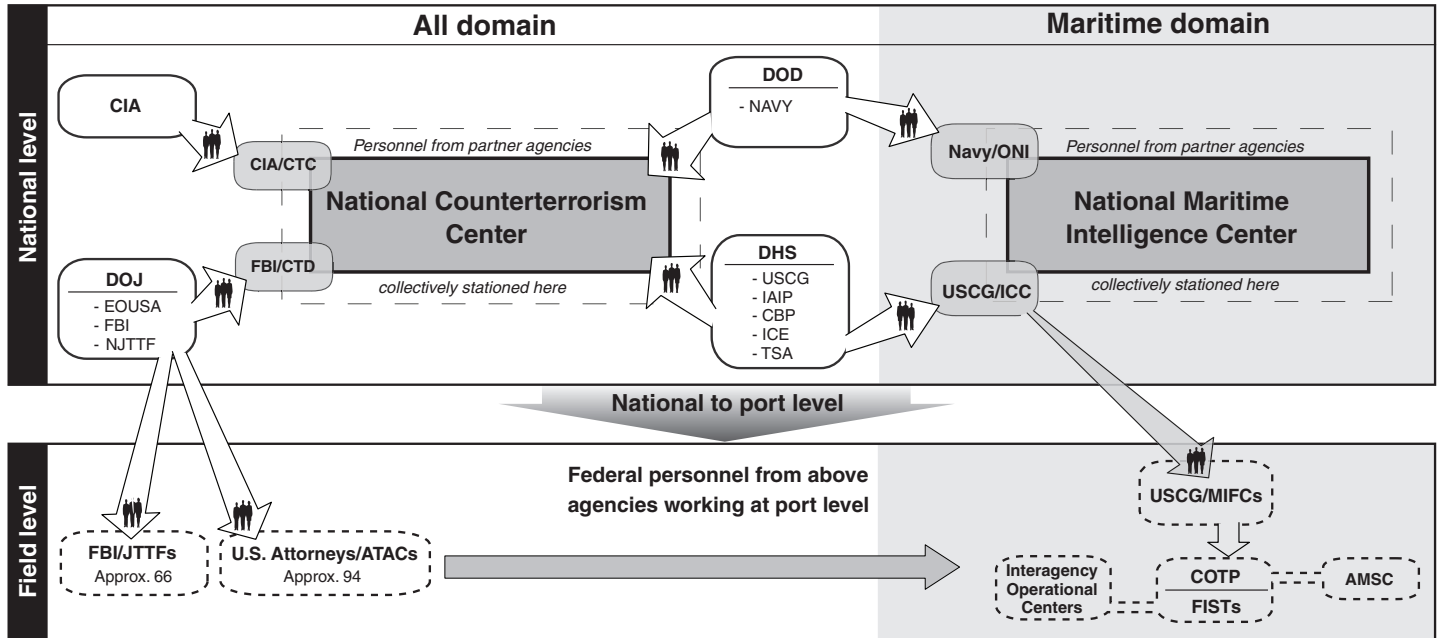 All domain
Maritime domain
National level
CIA
CIA/CTC
DOJ
- EOUSA
- FBI
- NJTTF
FBI/CTD
Personnel from partner agencies
National Counterterrorism
Center
collectively stationed here
DOD
- NAVY
DHS
- USCG
- IAIP
- CBP
- ICE
- TSA
Navy/ONI
Personnel from partner agencies
National Maritime
Intelligence Center
collectively stationed here
USCG/ICC
National to port level
Field level
FBI/JTTFs
Approx. 66
U.S. Attorneys/ATACs
Approx. 94
Federal personnel from above
agencies working at port level
USCG/MIFCs
Interagency
Operational
Centers
COTP
FISTs
AMSC